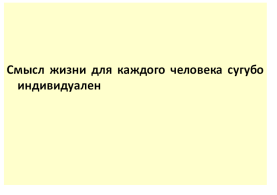 Смысл жизни для каждого человека сугубо
индивидуален